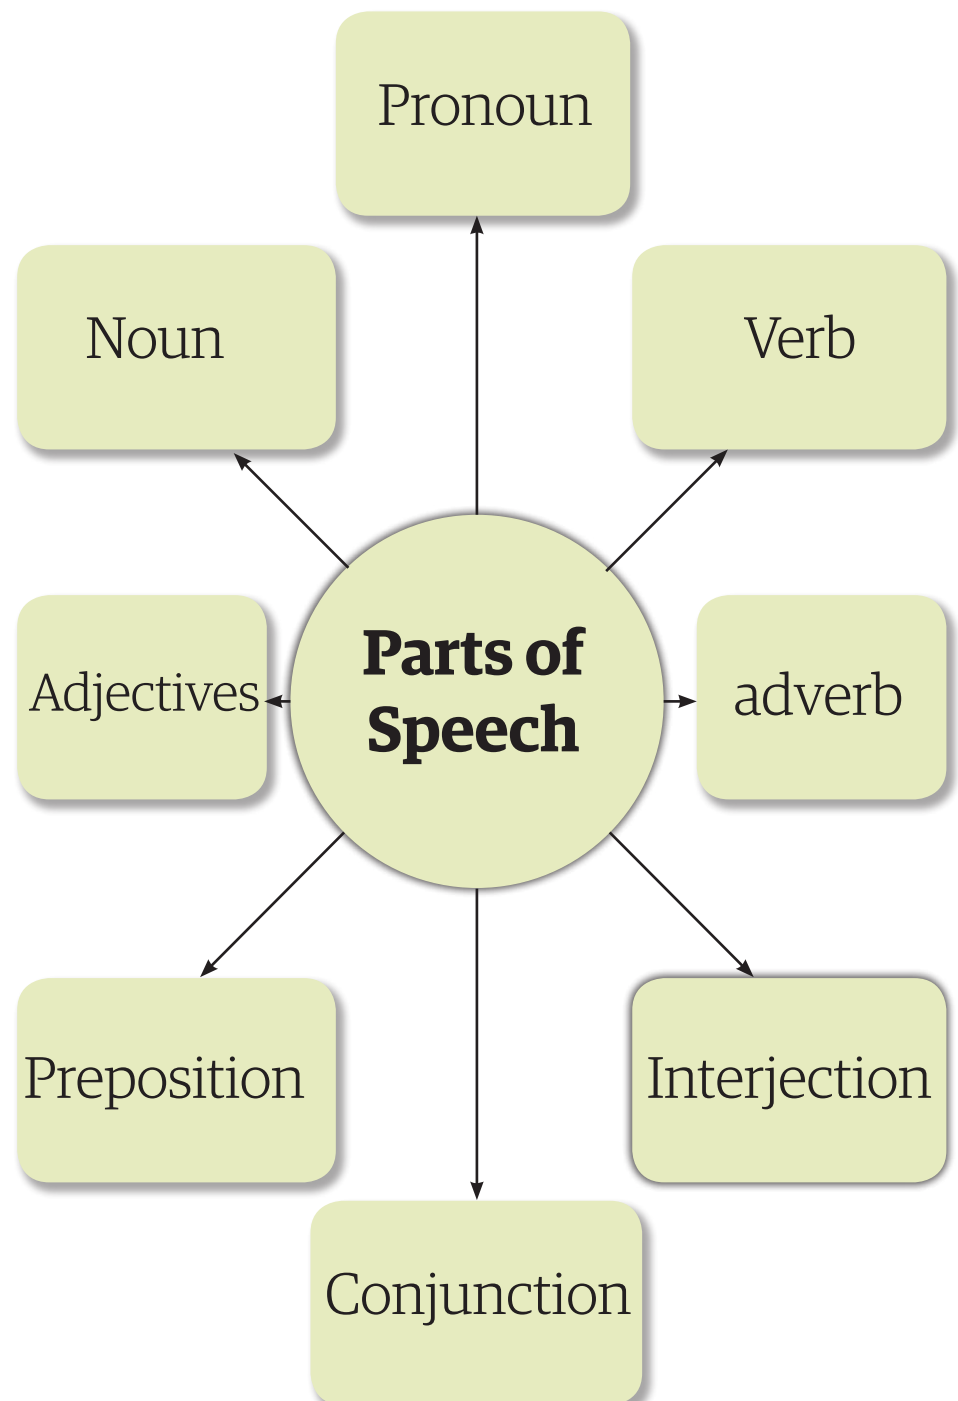 Pronoun
Noun
Verb
Parts of
Speech
Adjectives
adverb
Preposition
Interjection
Conjunction